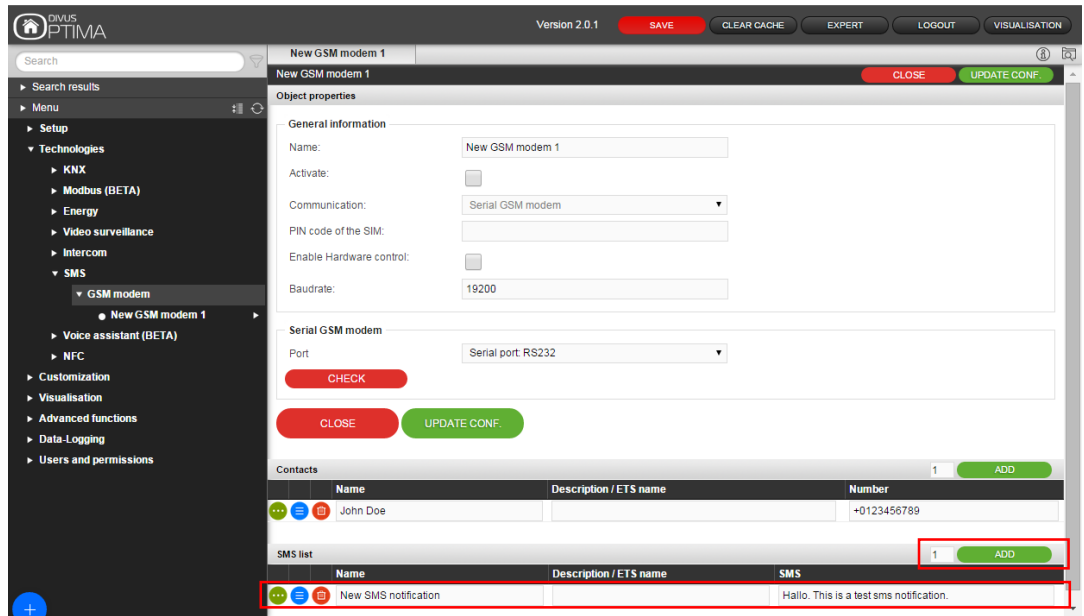 DIVUS
OPTIMA
Version 2.0.1
SAVE
CLEAR CACHE
EXPERT
LOGOUT
VISUALISATION
Search
Search results
Menu
Setup
Technologies
KNX
Modbus (BETA)
Energy
Video surveillance
Intercom
SMS
GSM modem
New GSM modem 1
Voice assistant (BETA)
NFC
Customization
Visualisation
Advanced functions
Data-Logging
Users and permissions
New GSM modem 1
New GSM modem 1
CLOSE
UPDATE CONF.
Object properties
General information
Name: New GSM modem 1
Activate:
Communication: Serial GSM modem
PIN code of the SIM:
Enable Hardware control:
Baudrate: 19200
Serial GSM modem
Port Serial port: RS232
CHECK
CLOSE UPDATE CONF.
Contacts 1 ADD
Name Description / ETS name Number
John Doe +0123456789
SMS list 1 ADD
Name Description / ETS name SMS
New SMS notification Hallo. This is a test sms notification.